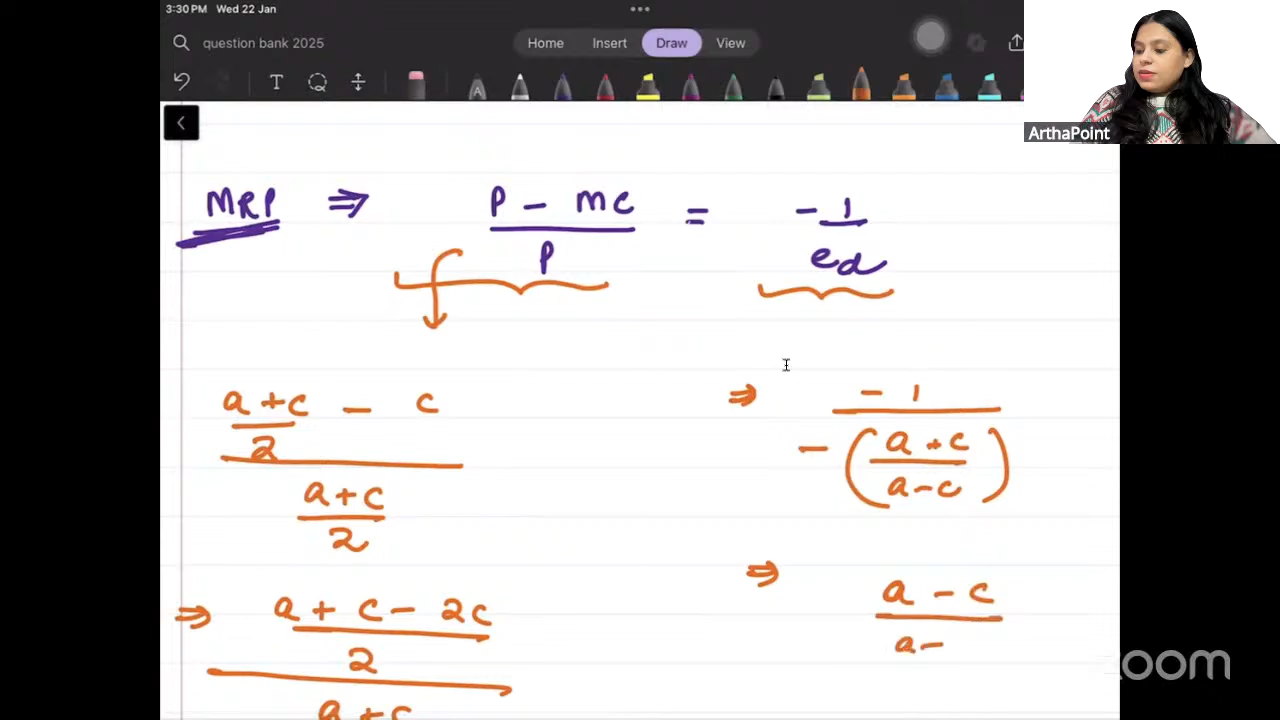 3:30 PM Wed 22 Jan
question bank 2025
Home Insert Draw View
T A
ArthaPoint
MRP ⇒ P - MC / P = - 1 / ed
(a + c / 2 - c) / (a + c / 2)
⇒ - 1 / - (a + c / a - c)
⇒ a + c - 2c / 2 / a + c
⇒ a - c / a -
zoom